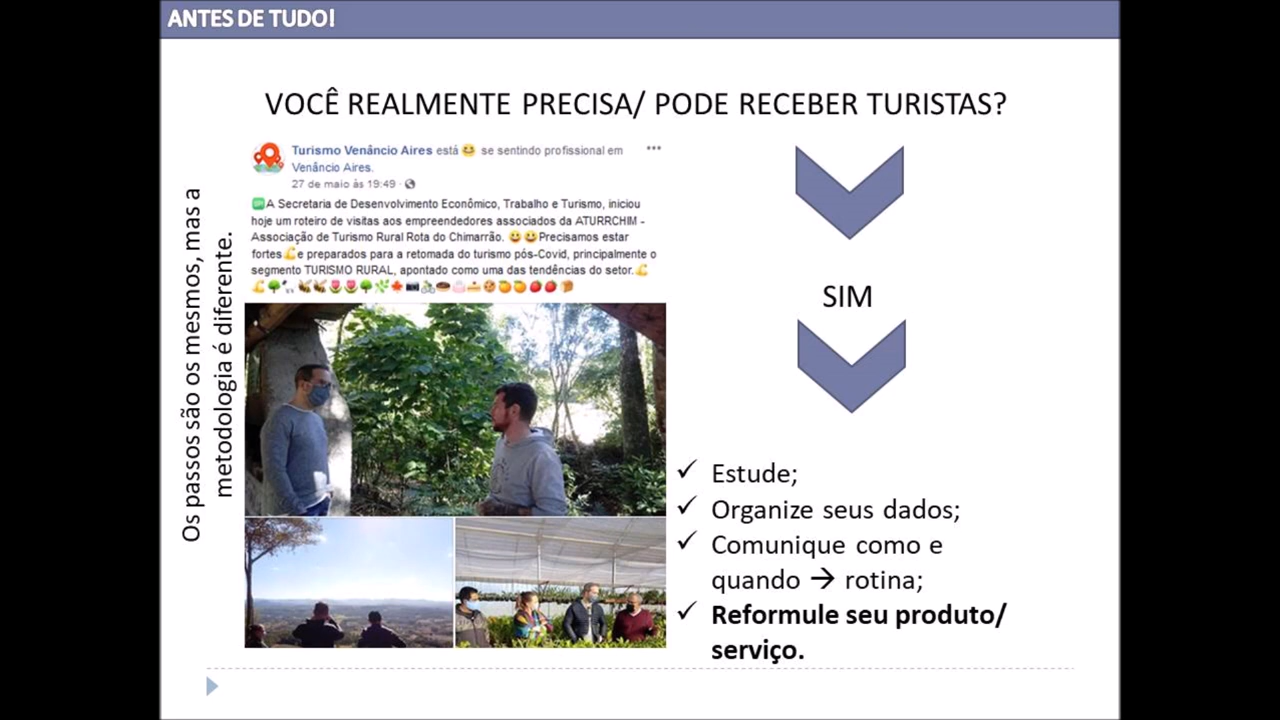 ANTES DE TUDO!
VOCÊ REALMENTE PRECISA/ PODE RECEBER TURISTAS?
Os passos são os mesmos, mas a
metodologia é diferente.
Turismo Venâncio Aires está 😄 se sentindo profissional em
Venâncio Aires.
27 de maio às 19:49 ·
🆙A Secretaria de Desenvolvimento Econômico, Trabalho e Turismo, iniciou
hoje um roteiro de visitas aos empreendedores associados da ATURRCHIM -
Associação de Turismo Rural Rota do Chimarrão. 😄😄Precisamos estar
fortes💪e preparados para a retomada do turismo pós-Covid, principalmente o
segmento TURISMO RURAL, apontado como uma das tendências do setor.💪
SIM
✓ Estude;
✓ Organize seus dados;
✓ Comunique como e
quando → rotina;
✓ Reformule seu produto/
serviço.